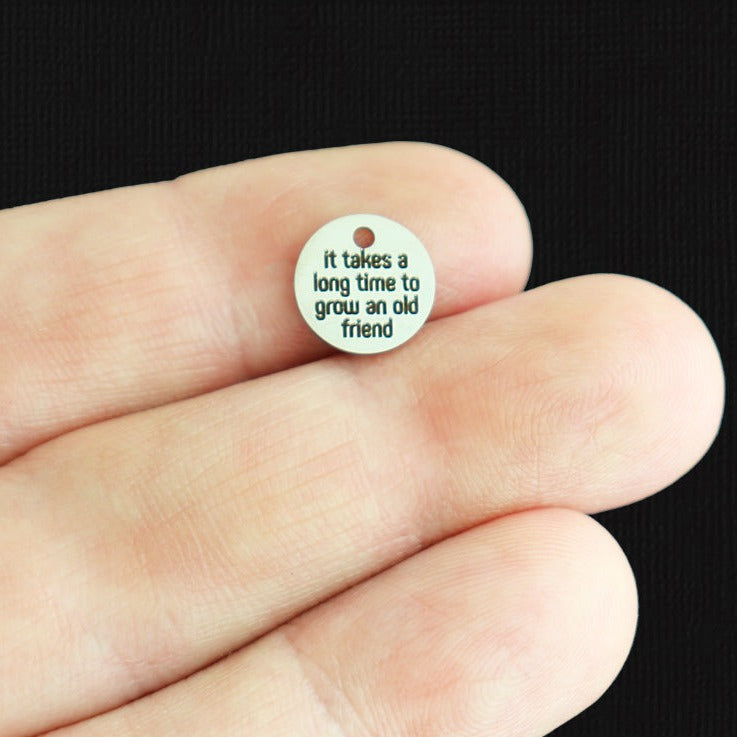 it takes a
long time to
grow an old
friend